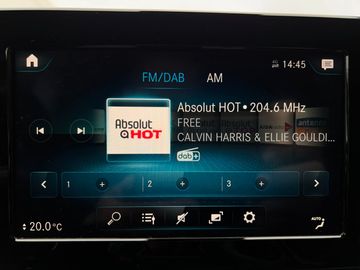 14:45
FM/DAB AM
Absolut HOT • 204.6 MHz
FREE
CALVIN HARRIS & ELLIE GOULDI...
Absolut
HOT
dab+
1 + 2 + 3 +
20.0°C
AUTO